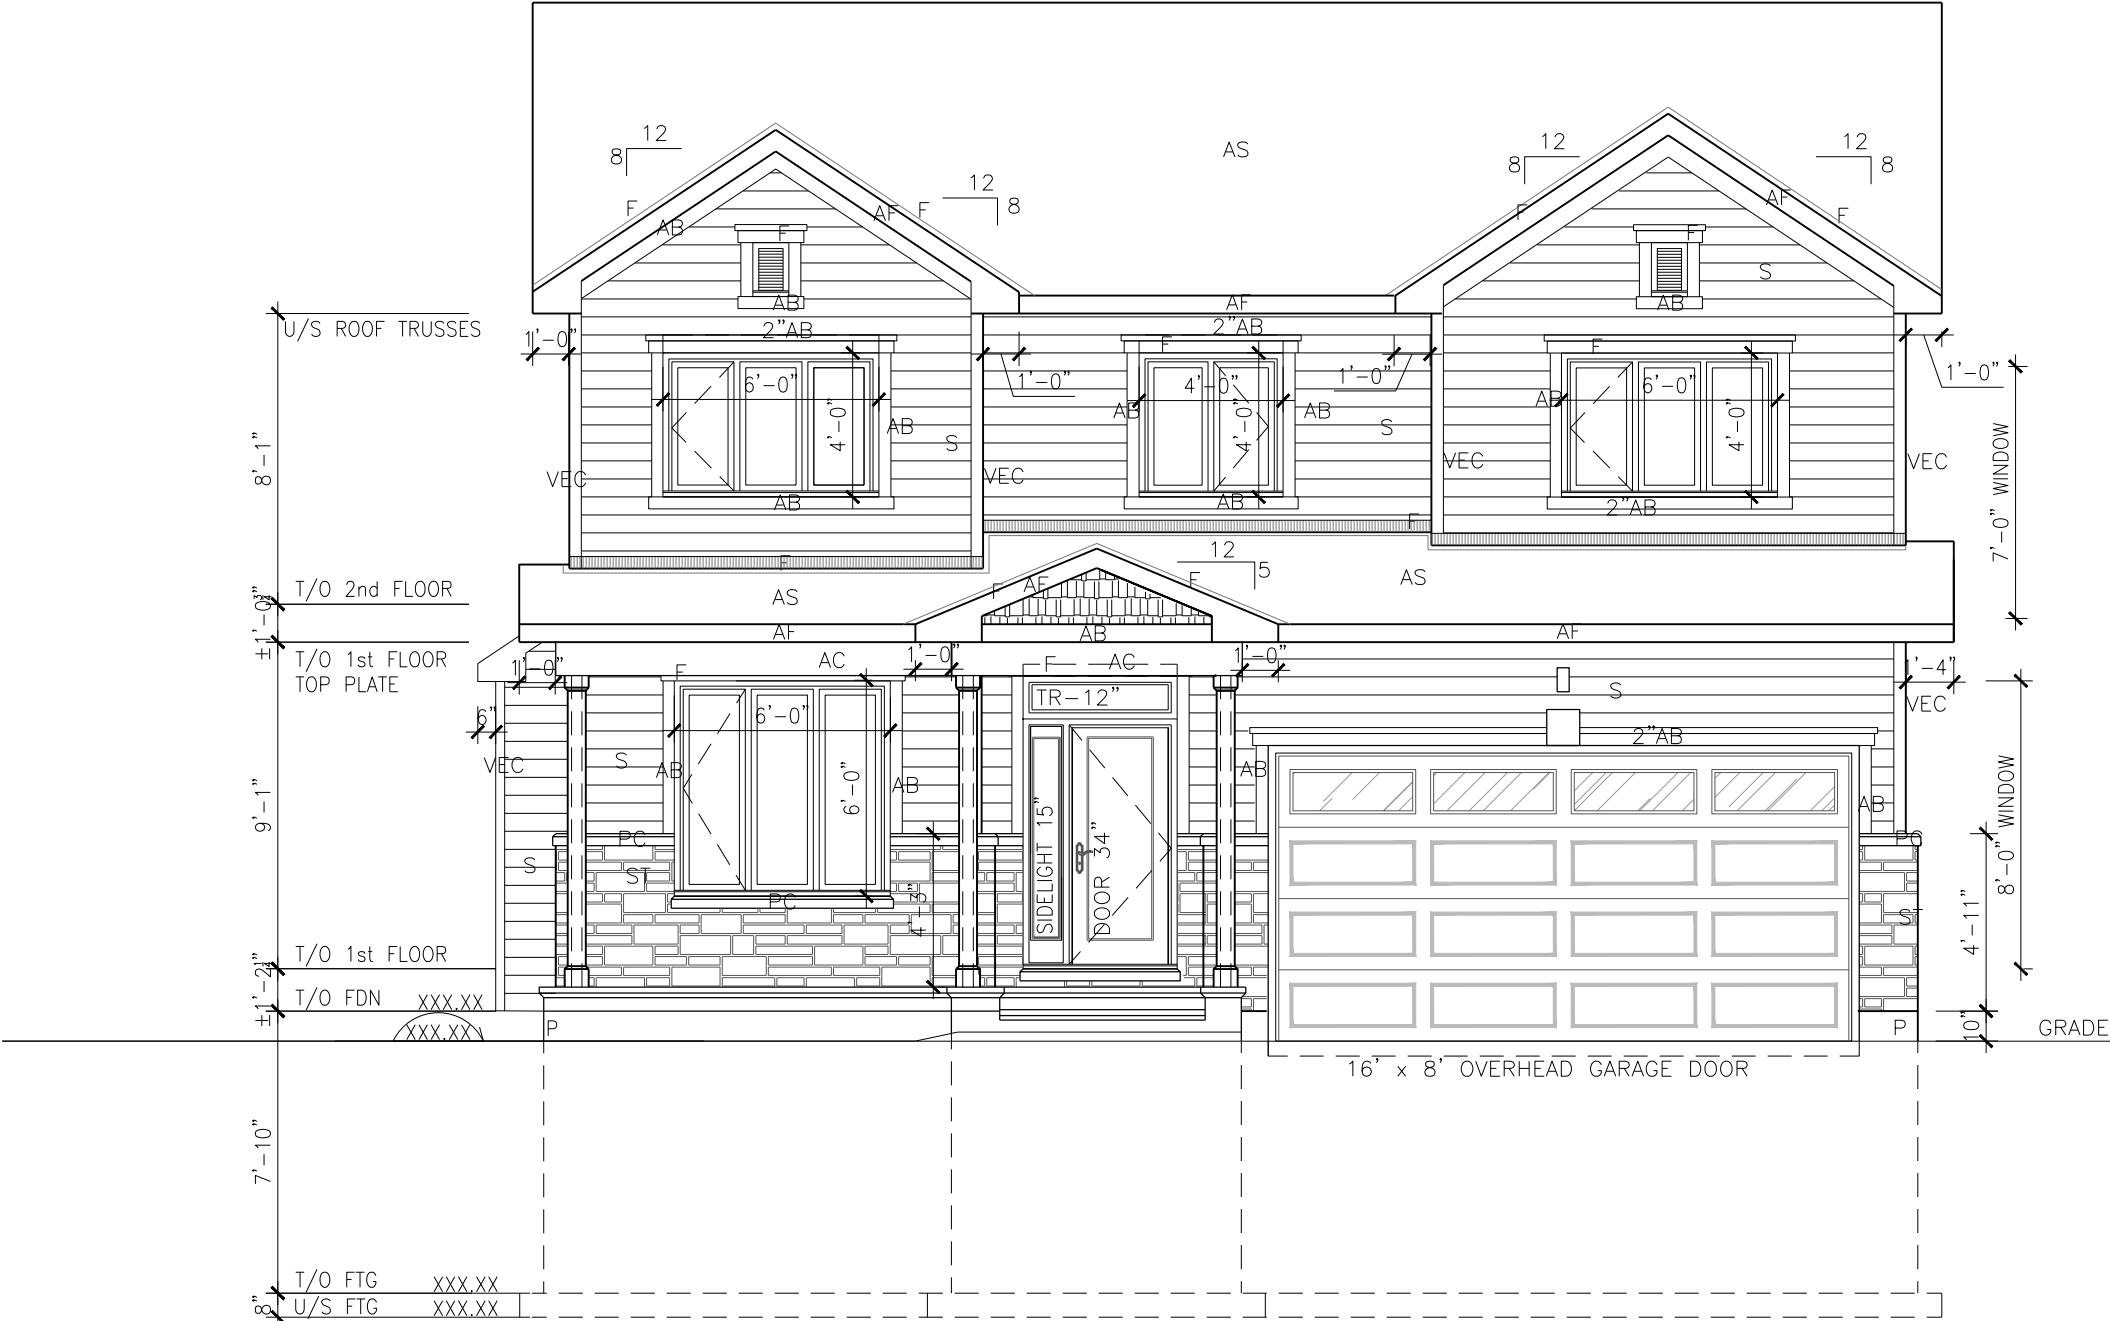 12
8
12
8
AS
12
8
12
8
F
AB
AF
F
F
AF
F
F
F
S
AB
AF
AB
U/S ROOF TRUSSES
1'-0"
2"AB
2"AB
F
F
1'-0"
1'-0"
1'-0"
6'-0"
4'-0"
4'-0"
4'-0"
6'-0"
4'-0"
AB
AB
AB
AB
S
S
8'-1"
VEC
VEC
VEC
VEC
7'-0" WINDOW
AB
AB
2"AB
F
F
12
5
AS
AS
F
AF
F
T/O 2nd FLOOR
±1'-0¾"
AF
AB
AF
T/O 1st FLOOR
TOP PLATE
1'-0"
F
AC
1'-0"
F
AC
1'-0"
1'-4"
VEC
S
TR-12"
6"
6'-0"
2"AB
VEC
S
AB
6'-0"
AB
AB
AB
8'-0" WINDOW
9'-1"
PC
PC
S
ST
PC
4'-3"
SIDELIGHT 15"
DOOR 34"
ST
4'-11"
T/O 1st FLOOR
T/O FDN XXX.XX
XXX.XX
P
P
10"
GRADE
16' x 8' OVERHEAD GARAGE DOOR
7'-10"
T/O FTG XXX.XX
U/S FTG XXX.XX
8"